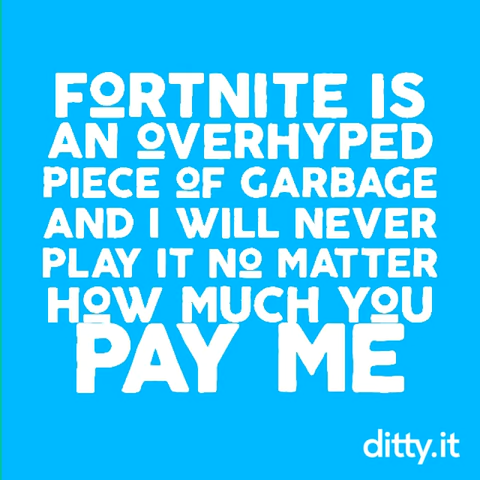 FORTNITE IS
AN OVERHYPED
PIECE OF GARBAGE
AND I WILL NEVER
PLAY IT NO MATTER
HOW MUCH YOU
PAY ME
ditty.it